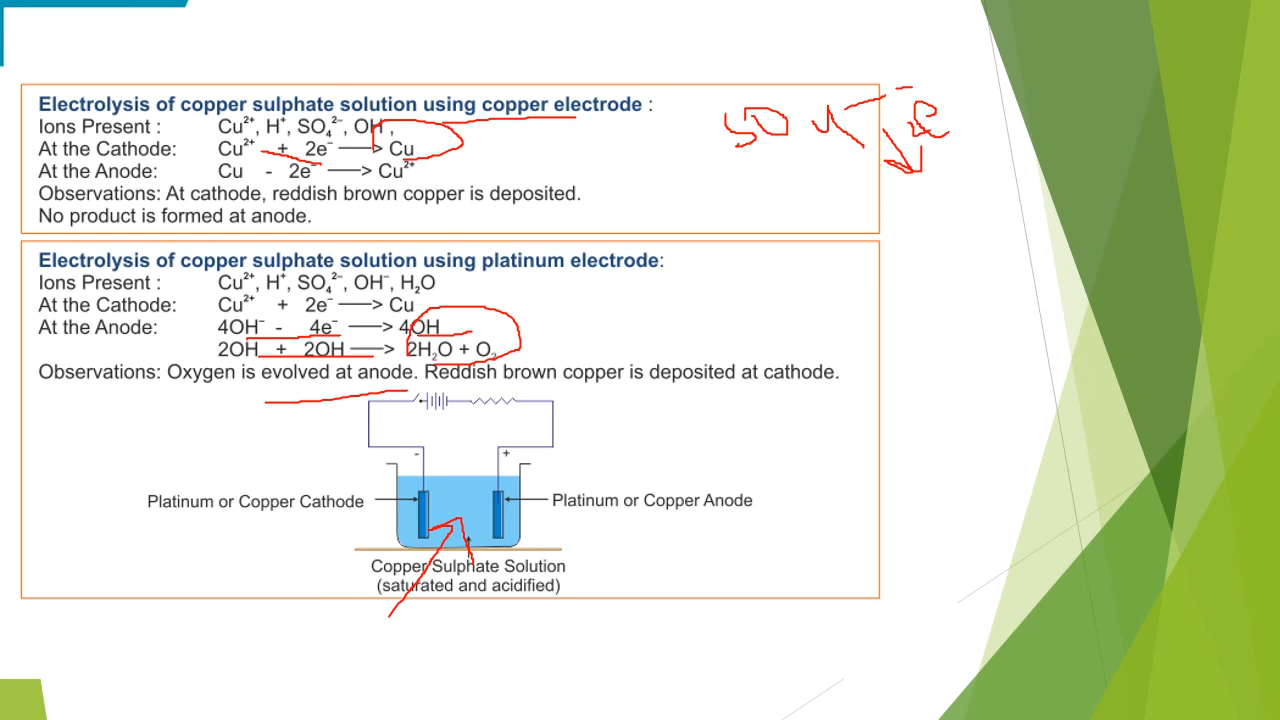 Electrolysis of copper sulphate solution using copper electrode :
Ions Present : Cu²⁺, H⁺, SO₄²⁻, OH⁻,
At the Cathode: Cu²⁺ + 2e⁻ ⟶ Cu
At the Anode: Cu - 2e⁻ ⟶ Cu²⁺
Observations: At cathode, reddish brown copper is deposited.
No product is formed at anode.
Electrolysis of copper sulphate solution using platinum electrode:
Ions Present : Cu²⁺, H⁺, SO₄²⁻, OH⁻, H₂O
At the Cathode: Cu²⁺ + 2e⁻ ⟶ Cu
At the Anode: 4OH⁻ - 4e⁻ ⟶ 4OH
2OH + 2OH ⟶ 2H₂O + O₂
Observations: Oxygen is evolved at anode. Reddish brown copper is deposited at cathode.
- +
Platinum or Copper Cathode
Platinum or Copper Anode
Copper Sulphate Solution
(saturated and acidified)